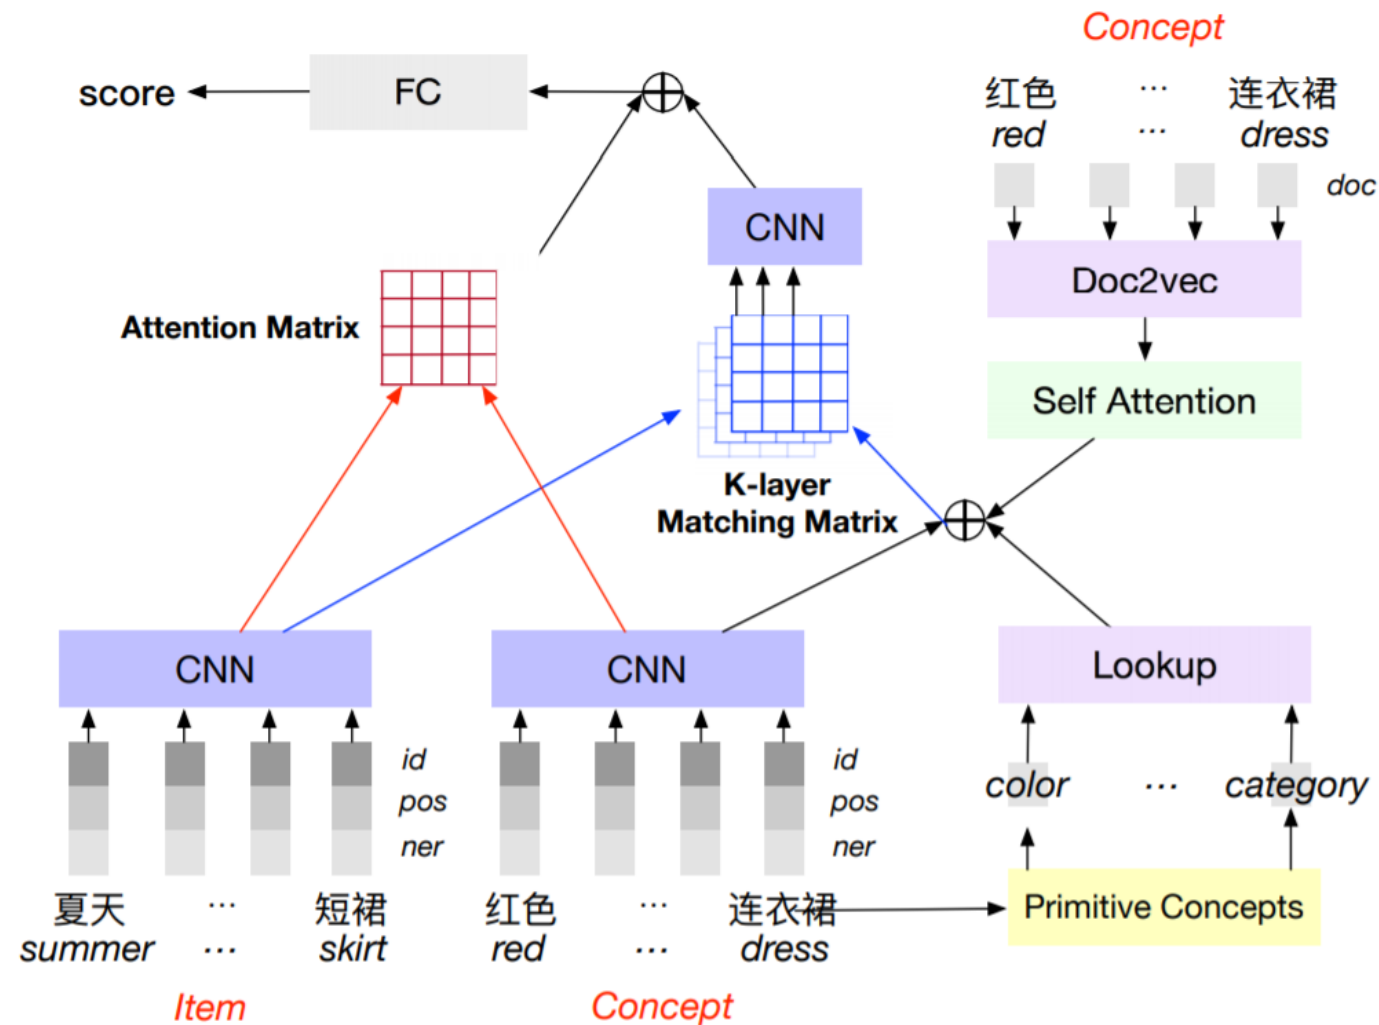 Concept
红色 ... 连衣裙
red ... dress
doc
Doc2vec
Self Attention
score
FC
CNN
Attention Matrix
K-layer
Matching Matrix
CNN
CNN
Lookup
id
pos
ner
id
pos
ner
color ... category
Primitive Concepts
夏天 ... 短裙
summer ... skirt
Item
红色 ... 连衣裙
red ... dress
Concept